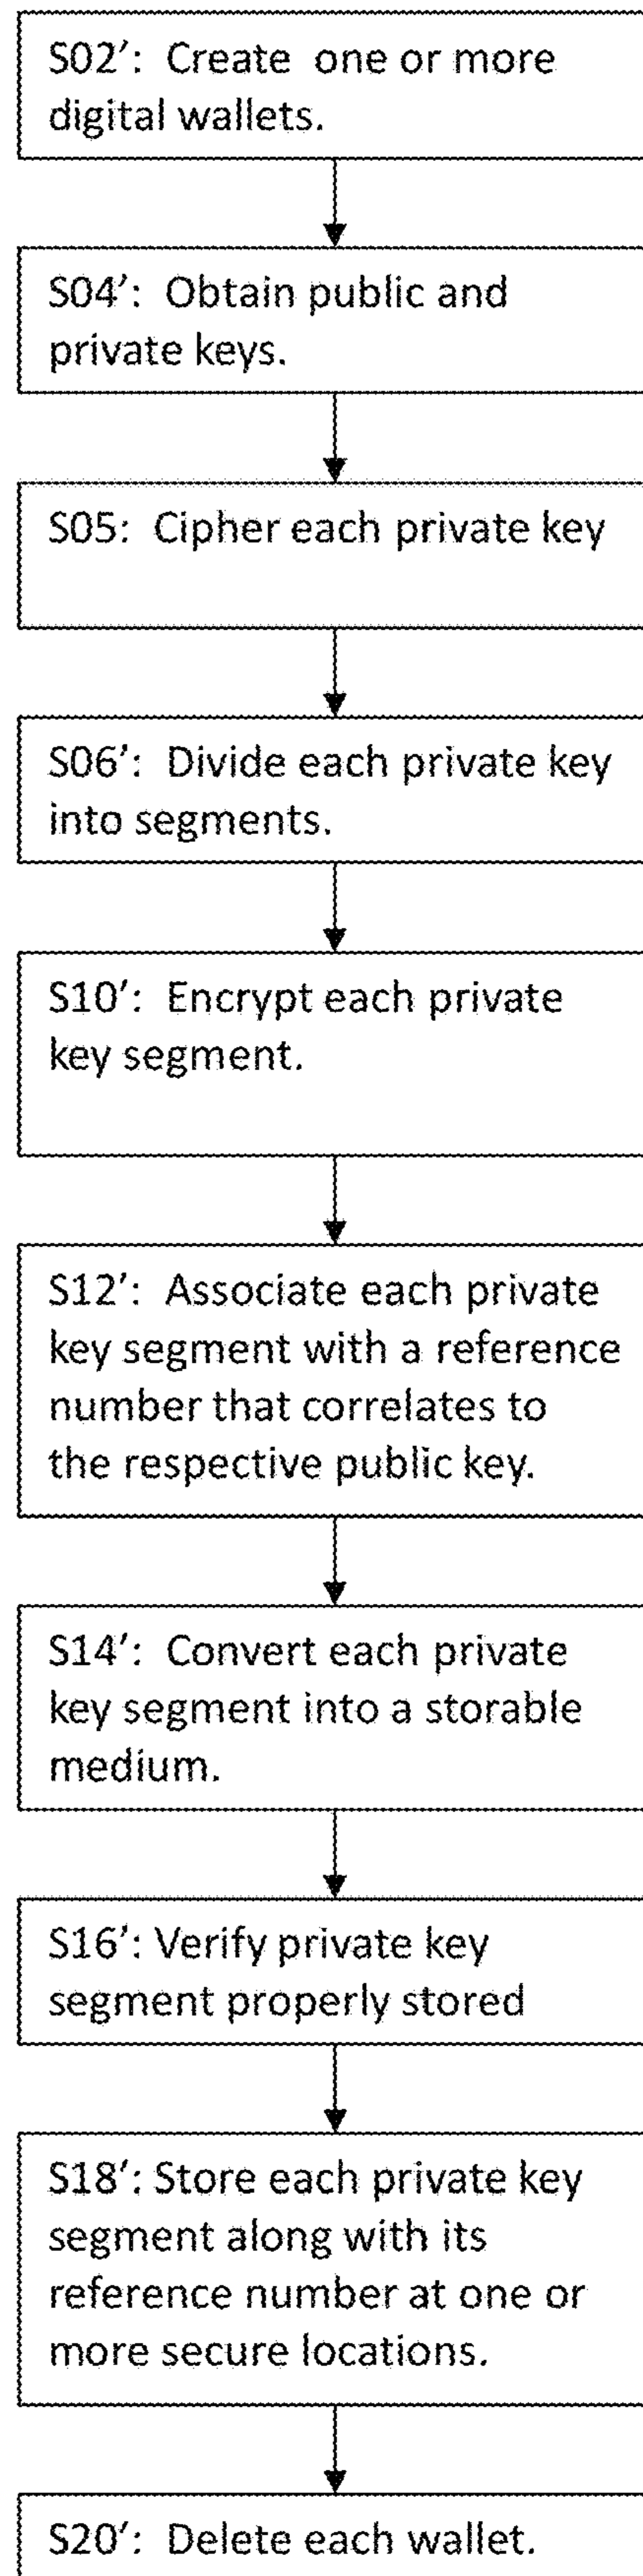 S02': Create one or more
digital wallets.
S04': Obtain public and
private keys.
S05: Cipher each private key
S06': Divide each private key
into segments.
S10': Encrypt each private
key segment.
S12': Associate each private
key segment with a reference
number that correlates to
the respective public key.
S14': Convert each private
key segment into a storable
medium.
S16': Verify private key
segment properly stored
S18': Store each private key
segment along with its
reference number at one or
more secure locations.
S20': Delete each wallet.